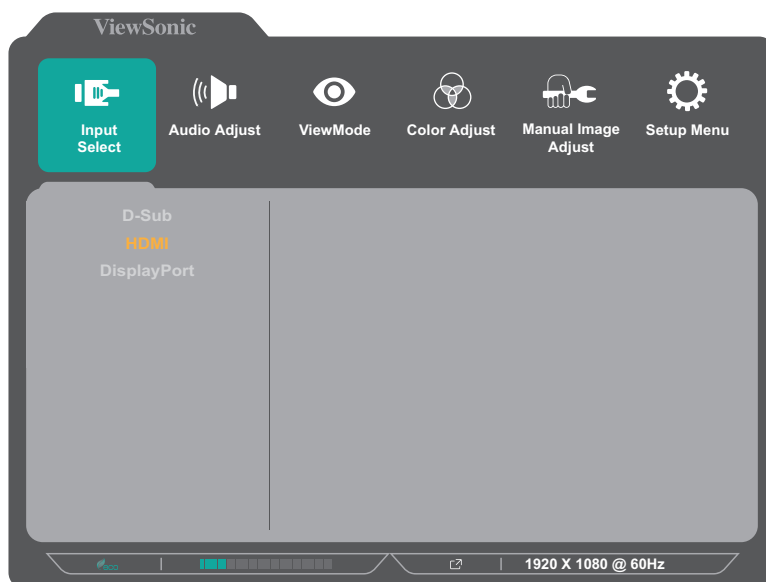 ViewSonic
Input
Select
Audio Adjust
ViewMode
Color Adjust
Manual Image
Adjust
Setup Menu
D-Sub
HDMI
DisplayPort
eco
1920 X 1080 @ 60Hz